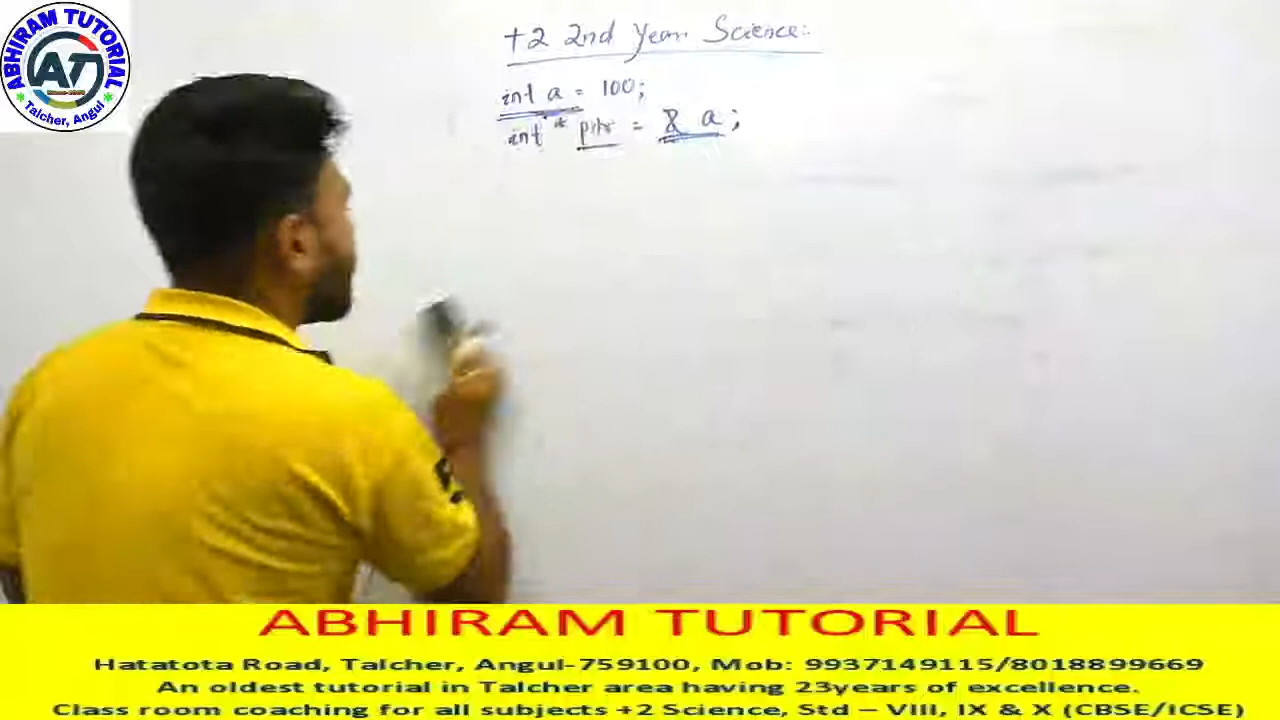 ABHIRAM TUTORIAL
AT
Talcher, Angul
+2 2nd Year Science:
int a = 100;
int * ptr = & a ;
ABHIRAM TUTORIAL
Hatatota Road, Talcher, Angul-759100, Mob: 9937149115/8018899669
An oldest tutorial in Talcher area having 23years of excellence.
Class room coaching for all subjects +2 Science, Std – VIII, IX & X (CBSE/ICSE)